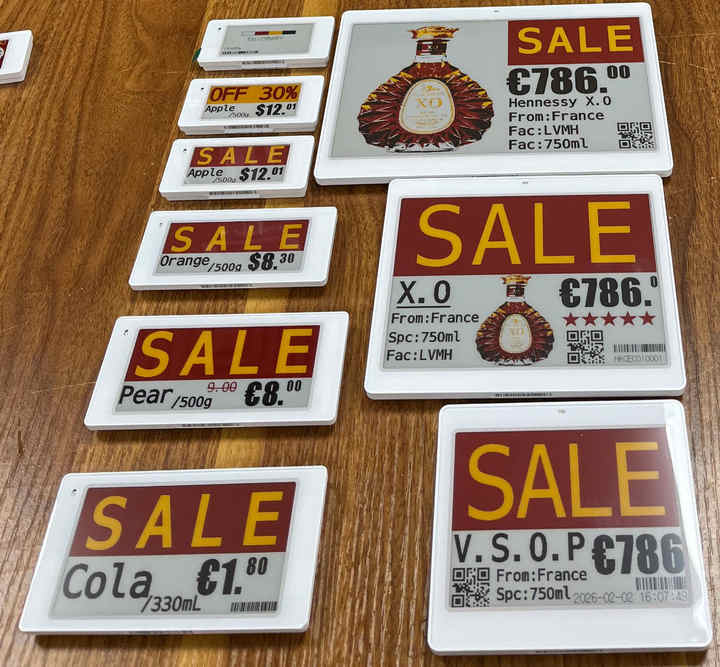 OFF 30%
Apple
/500g $12.01
SALE
Apple
/500g $12.01
SALE
Orange/500g $8.30
SALE
Pear/500g 9.00 €8.00
SALE
Cola/330mL €1.80
SALE
€786.00
Hennessy X.O
From:France
Fac:LVMH
Fac:750ml
XO
SALE
X.O
From:France
Spc:750ml
Fac:LVMH
XO
€786.0
★★★★★
HKCEC010001
SALE
V.S.O.P €786
From:France
Spc:750ml 2026-02-02 16:07:49